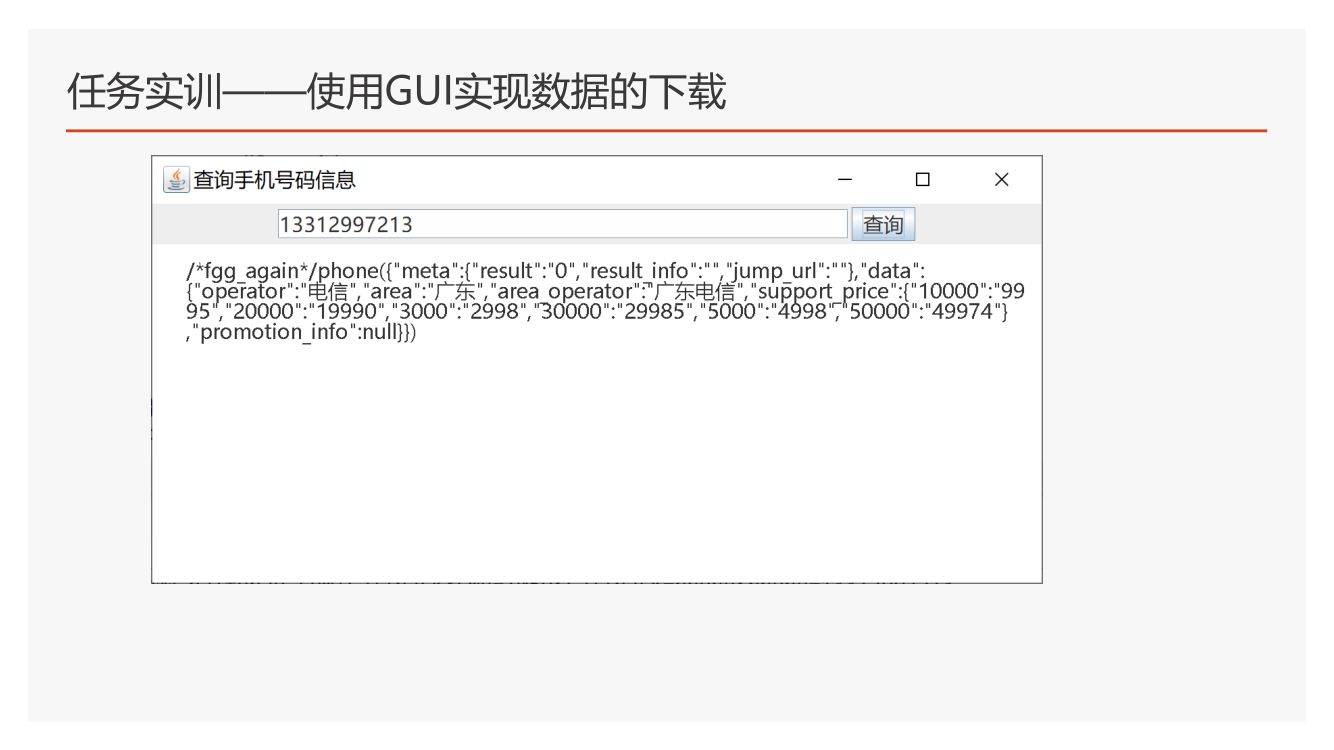 任务实训——使用GUI实现数据的下载
查询手机号码信息
13312997213 查询
/*fgg_again*/phone({"meta":{"result":"0","result_info":"","jump_url":""},"data":
{"operator":"电信","area":"广东","area_operator":"广东电信","support_price":{"10000":"99
95","20000":"19990","3000":"2998","30000":"29985","5000":"4998","50000":"49974"}
,"promotion_info":null}})